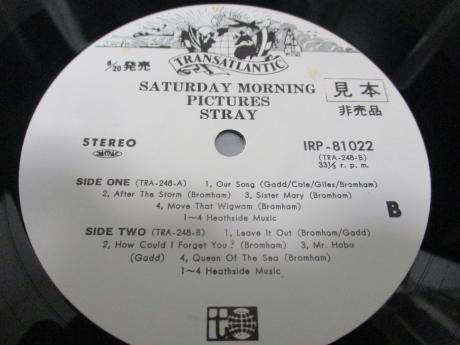 TRANSATLANTIC
8/20発売
SATURDAY MORNING
PICTURES
STRAY
見本
非売品
STEREO
IRP-81022
(TRA-248-B)
33⅓ r. p. m.
SIDE ONE (TRA-248-A) 1, Our Song (Gadd/Cole/Giles/Bromham)
2, After The Storm (Bromham) 3, Sister Mary (Bromham)
4, Move That Wigwam (Bromham)
1~4 Heathside Music
B
SIDE TWO (TRA-248-B) 1, Leave It Out (Bromham/Gadd)
2, How Could I Forget You? (Bromham) 3, Mr. Hobo
(Gadd) 4, Queen Of The Sea (Bromham)
1~4 Heathside Music